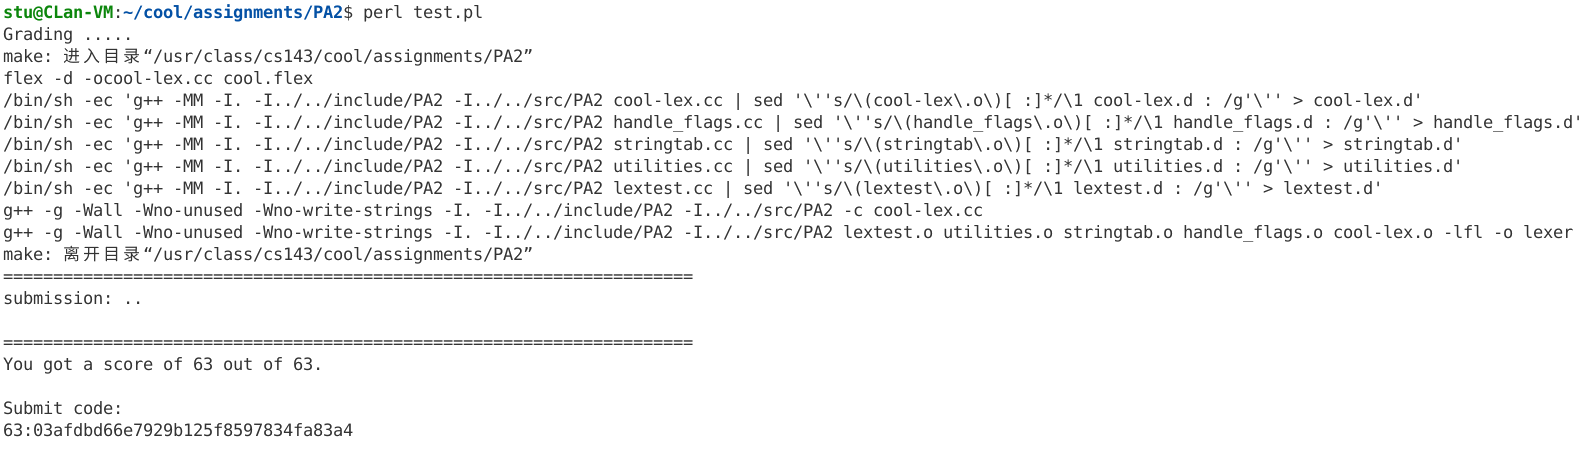 stu@CLan-VM:~/cool/assignments/PA2$ perl test.pl
Grading .....
make: 进入目录“/usr/class/cs143/cool/assignments/PA2”
flex -d -ocool-lex.cc cool.flex
/bin/sh -ec 'g++ -MM -I. -I../../include/PA2 -I../../src/PA2 cool-lex.cc | sed '\''s/\(cool-lex\.o\)[ :]*/\1 cool-lex.d : /g'\'' > cool-lex.d'
/bin/sh -ec 'g++ -MM -I. -I../../include/PA2 -I../../src/PA2 handle_flags.cc | sed '\''s/\(handle_flags\.o\)[ :]*/\1 handle_flags.d : /g'\'' > handle_flags.d'
/bin/sh -ec 'g++ -MM -I. -I../../include/PA2 -I../../src/PA2 stringtab.cc | sed '\''s/\(stringtab\.o\)[ :]*/\1 stringtab.d : /g'\'' > stringtab.d'
/bin/sh -ec 'g++ -MM -I. -I../../include/PA2 -I../../src/PA2 utilities.cc | sed '\''s/\(utilities\.o\)[ :]*/\1 utilities.d : /g'\'' > utilities.d'
/bin/sh -ec 'g++ -MM -I. -I../../include/PA2 -I../../src/PA2 lextest.cc | sed '\''s/\(lextest\.o\)[ :]*/\1 lextest.d : /g'\'' > lextest.d'
g++ -g -Wall -Wno-unused -Wno-write-strings -I. -I../../include/PA2 -I../../src/PA2 -c cool-lex.cc
g++ -g -Wall -Wno-unused -Wno-write-strings -I. -I../../include/PA2 -I../../src/PA2 lextest.o utilities.o stringtab.o handle_flags.o cool-lex.o -lfl -o lexer
make: 离开目录“/usr/class/cs143/cool/assignments/PA2”
=====================================================================
submission: ..
=====================================================================
You got a score of 63 out of 63.
Submit code:
63:03afdbd66e7929b125f8597834fa83a4